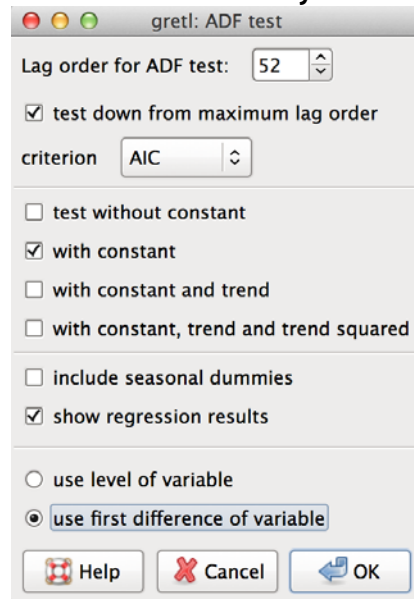 gretl: ADF test
Lag order for ADF test: 52
test down from maximum lag order
criterion AIC
test without constant
with constant
with constant and trend
with constant, trend and trend squared
include seasonal dummies
show regression results
use level of variable
use first difference of variable
Help Cancel OK